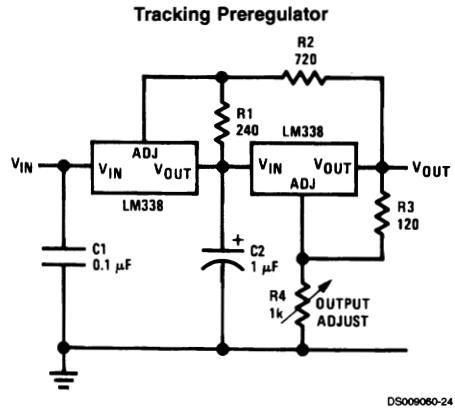 Tracking Preregulator
R2
720
R1
240
LM338
ADJ
VIN
VIN
VOUT
VIN
VOUT
VOUT
ADJ
LM338
R3
120
C1
0.1 μF
+
C2
1 μF
R4
1k
OUTPUT
ADJUST
DS009060-24